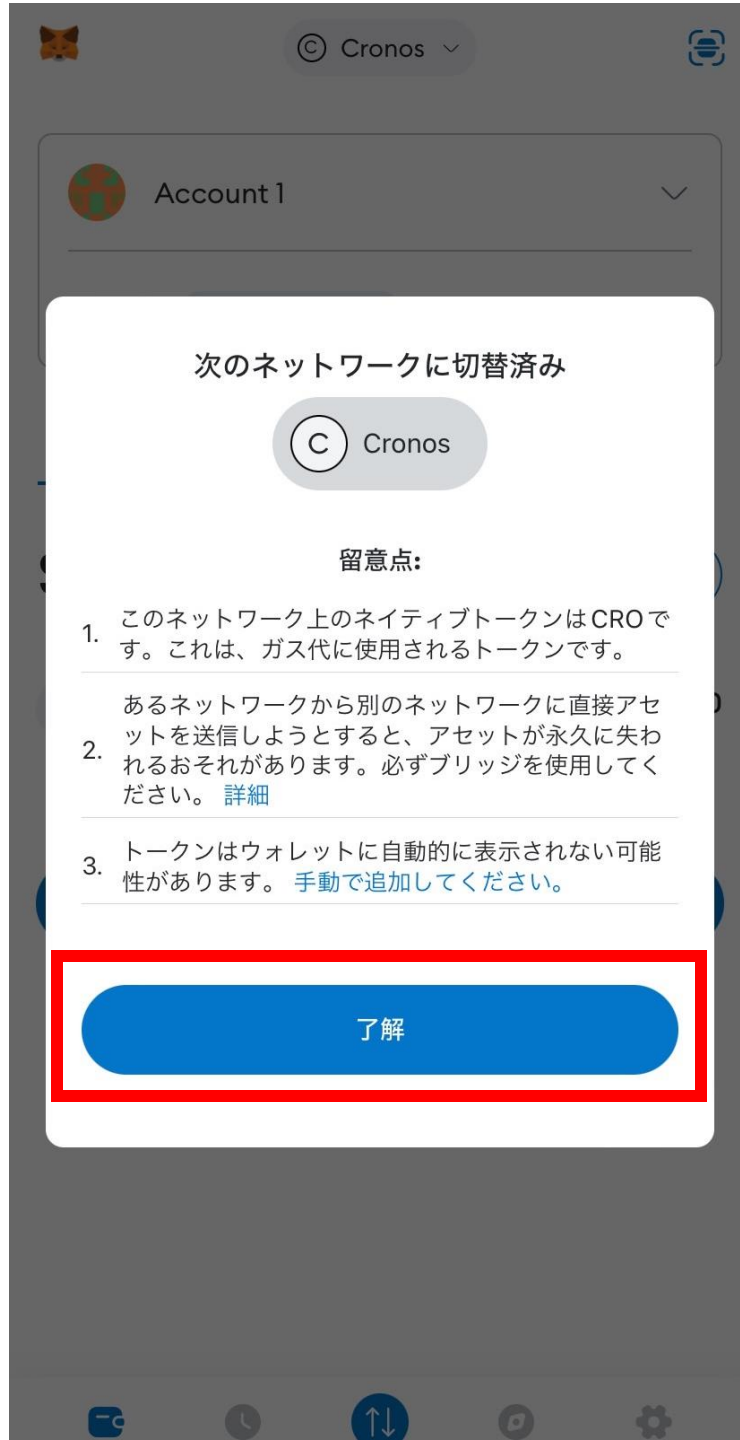 Cronos
Account 1
次のネットワークに切替済み
C Cronos
留意点:
1. このネットワーク上のネイティブトークンはCROで
す。これは、ガス代に使用されるトークンです。
2. あるネットワークから別のネットワークに直接アセ
ットを送信しようとすると、アセットが永久に失わ
れるおそれがあります。必ずブリッジを使用してく
ださい。 詳細
3. トークンはウォレットに自動的に表示されない可能
性があります。 手動で追加してください。
了解